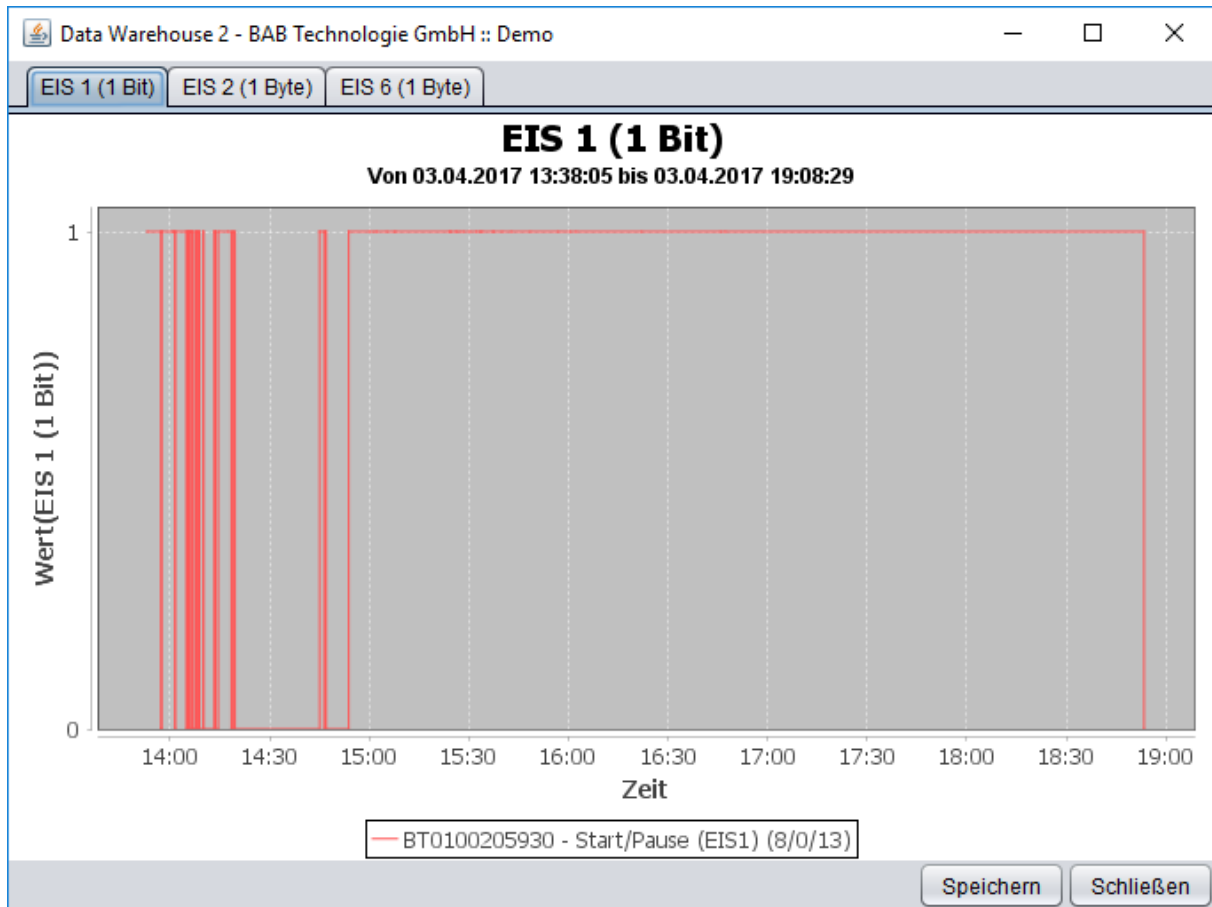 Data Warehouse 2 - BAB Technologie GmbH :: Demo
EIS 1 (1 Bit) EIS 2 (1 Byte) EIS 6 (1 Byte)
EIS 1 (1 Bit)
Von 03.04.2017 13:38:05 bis 03.04.2017 19:08:29
Wert(EIS 1 (1 Bit))
1
0
14:00 14:30 15:00 15:30 16:00 16:30 17:00 17:30 18:00 18:30 19:00
Zeit
BT0100205930 - Start/Pause (EIS1) (8/0/13)
Speichern Schließen